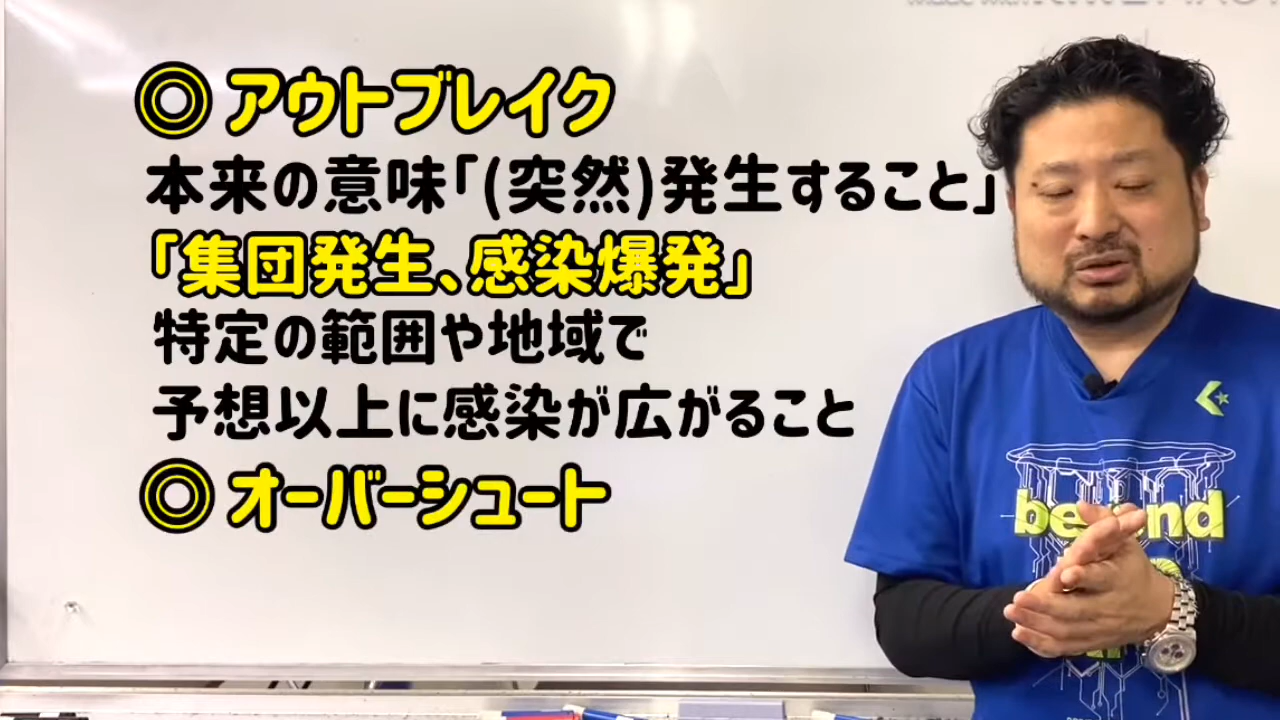 ◎ アウトブレイク
本来の意味「(突然)発生すること」
「集団発生、感染爆発」
特定の範囲や地域で
予想以上に感染が広がること
◎ オーバーシュート